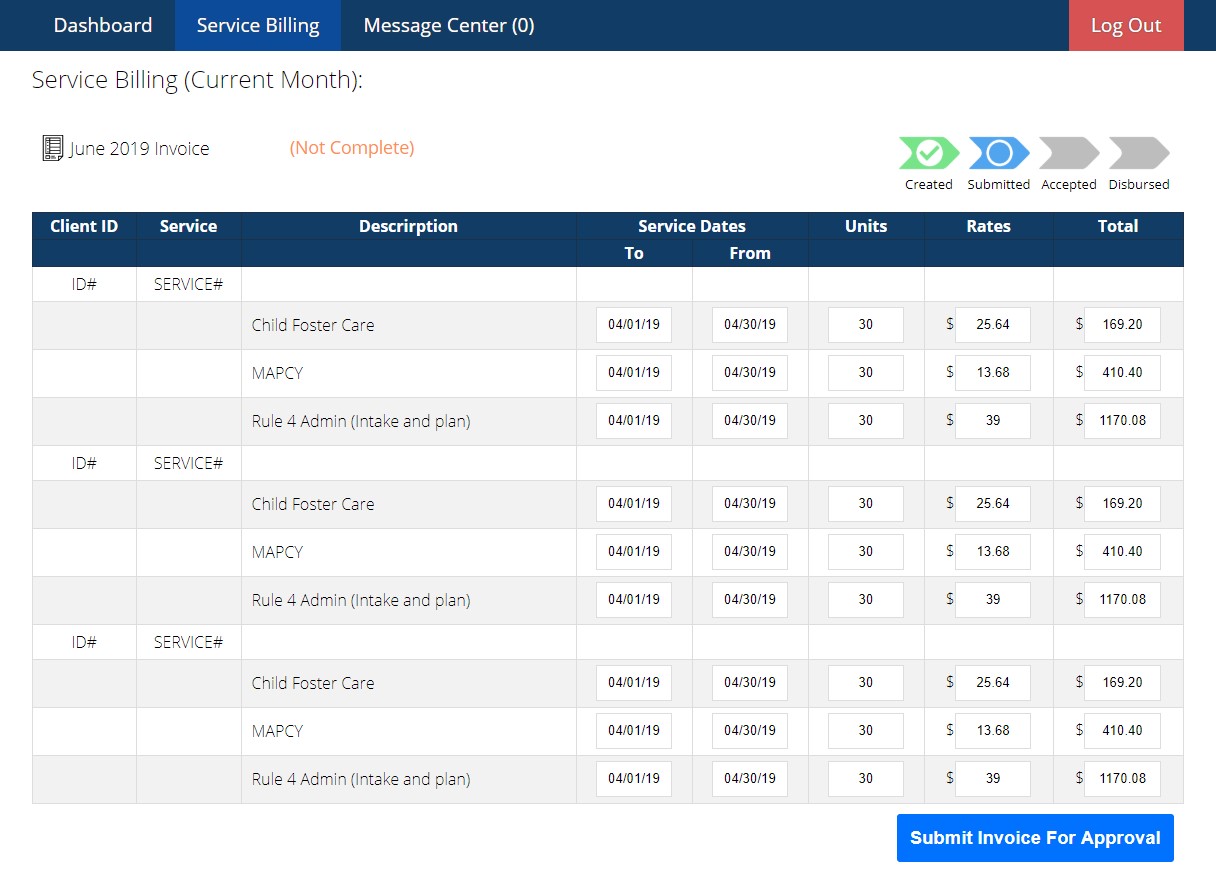 Dashboard Service Billing Message Center (0) Log Out
Service Billing (Current Month):
June 2019 Invoice (Not Complete)
Created Submitted Accepted Disbursed
Client ID Service Descrirption Service Dates Units Rates Total
To From
ID# SERVICE#
Child Foster Care 04/01/19 04/30/19 30 $ 25.64 $ 169.20
MAPCY 04/01/19 04/30/19 30 $ 13.68 $ 410.40
Rule 4 Admin (Intake and plan) 04/01/19 04/30/19 30 $ 39 $ 1170.08
ID# SERVICE#
Child Foster Care 04/01/19 04/30/19 30 $ 25.64 $ 169.20
MAPCY 04/01/19 04/30/19 30 $ 13.68 $ 410.40
Rule 4 Admin (Intake and plan) 04/01/19 04/30/19 30 $ 39 $ 1170.08
ID# SERVICE#
Child Foster Care 04/01/19 04/30/19 30 $ 25.64 $ 169.20
MAPCY 04/01/19 04/30/19 30 $ 13.68 $ 410.40
Rule 4 Admin (Intake and plan) 04/01/19 04/30/19 30 $ 39 $ 1170.08
Submit Invoice For Approval